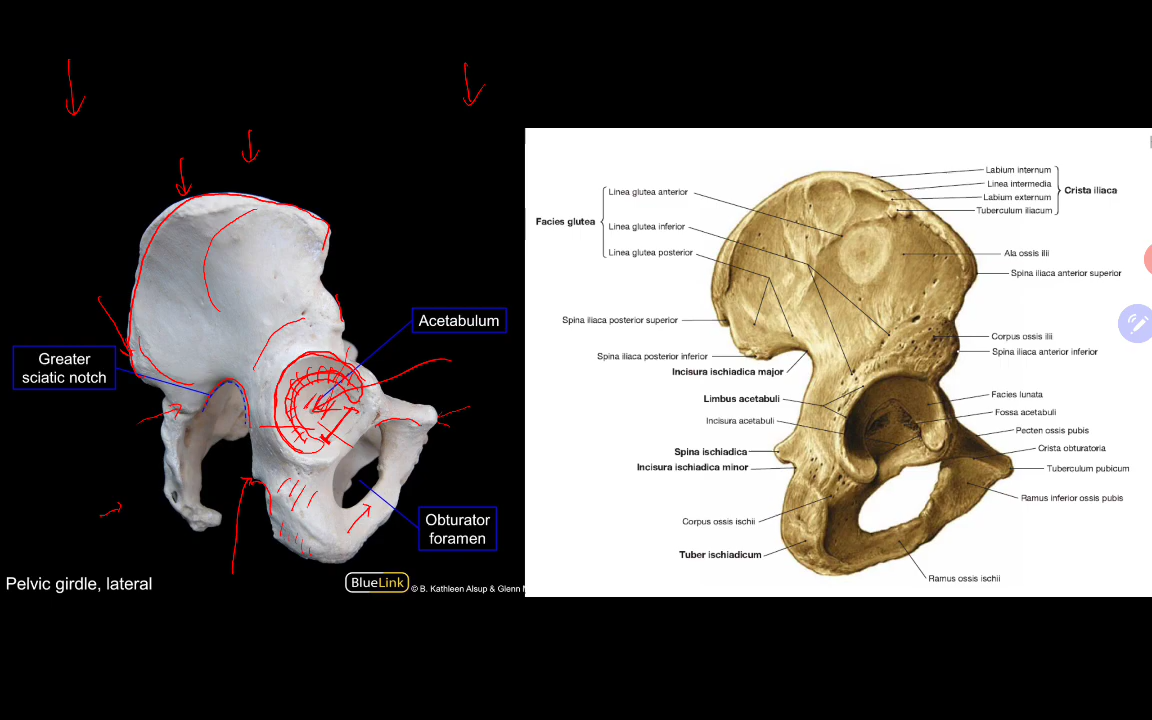 Acetabulum
Greater
sciatic notch
Obturator
foramen
Pelvic girdle, lateral
BlueLink
© B. Kathleen Alsup & Glenn
Linea glutea anterior
Facies glutea
Linea glutea inferior
Linea glutea posterior
Spina iliaca posterior superior
Spina iliaca posterior inferior
Incisura ischiadica major
Limbus acetabuli
Incisura acetabuli
Spina ischiadica
Incisura ischiadica minor
Corpus ossis ischii
Tuber ischiadicum
Labium internum
Linea intermedia
Crista iliaca
Labium externum
Tuberculum iliacum
Ala ossis ilii
Spina iliaca anterior superior
Corpus ossis ilii
Spina iliaca anterior inferior
Facies lunata
Fossa acetabuli
Pecten ossis pubis
Crista obturatoria
Tuberculum pubicum
Ramus inferior ossis pubis
Ramus ossis ischii